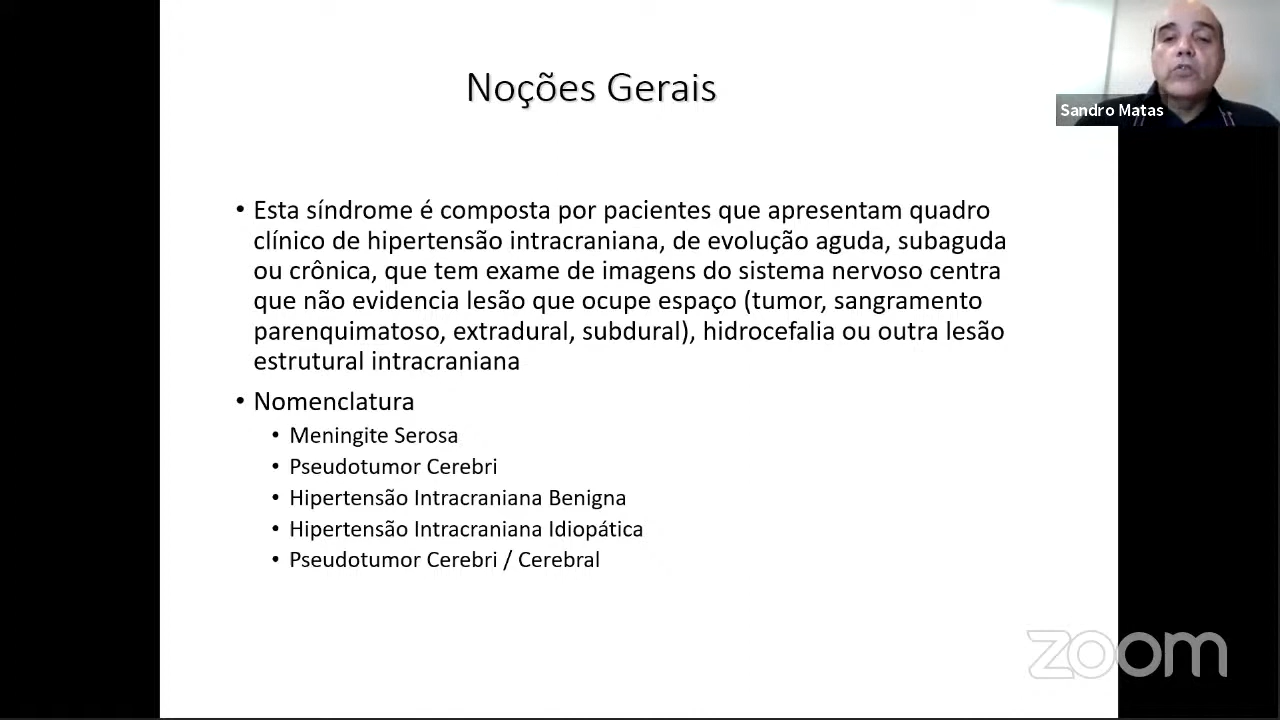 Noções Gerais
Sandro Matas
• Esta síndrome é composta por pacientes que apresentam quadro
clínico de hipertensão intracraniana, de evolução aguda, subaguda
ou crônica, que tem exame de imagens do sistema nervoso centra
que não evidencia lesão que ocupe espaço (tumor, sangramento
parenquimatoso, extradural, subdural), hidrocefalia ou outra lesão
estrutural intracraniana
• Nomenclatura
• Meningite Serosa
• Pseudotumor Cerebri
• Hipertensão Intracraniana Benigna
• Hipertensão Intracraniana Idiopática
• Pseudotumor Cerebri / Cerebral
zoom